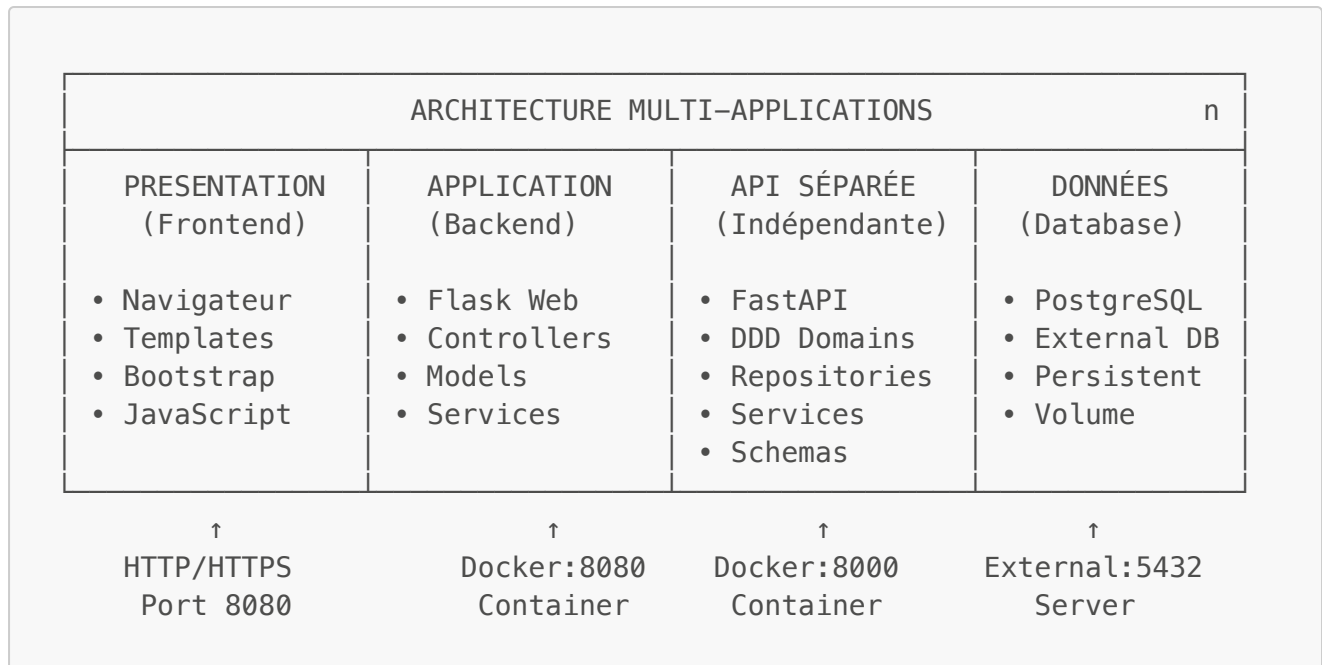 ARCHITECTURE MULTI-APPLICATIONS n
PRESENTATION APPLICATION API SÉPARÉE DONNÉES
(Frontend) (Backend) (Indépendante) (Database)
• Navigateur • Flask Web • FastAPI • PostgreSQL
• Templates • Controllers • DDD Domains • External DB
• Bootstrap • Models • Repositories • Persistent
• JavaScript • Services • Services • Volume
• Schemas
↑ ↑ ↑ ↑
HTTP/HTTPS Docker:8080 Docker:8000 External:5432
Port 8080 Container Container Server